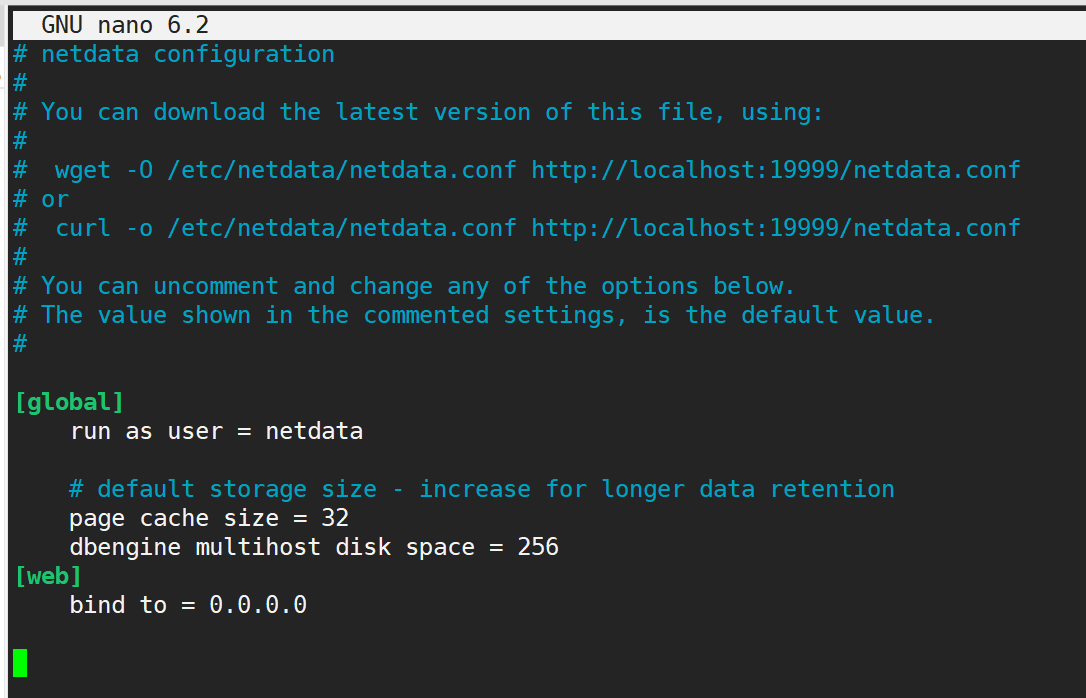 GNU nano 6.2
# netdata configuration
#
# You can download the latest version of this file, using:
#
#  wget -O /etc/netdata/netdata.conf http://localhost:19999/netdata.conf
# or
#  curl -o /etc/netdata/netdata.conf http://localhost:19999/netdata.conf
#
# You can uncomment and change any of the options below.
# The value shown in the commented settings, is the default value.
#
[global]
    run as user = netdata
    # default storage size - increase for longer data retention
    page cache size = 32
    dbengine multihost disk space = 256
[web]
    bind to = 0.0.0.0